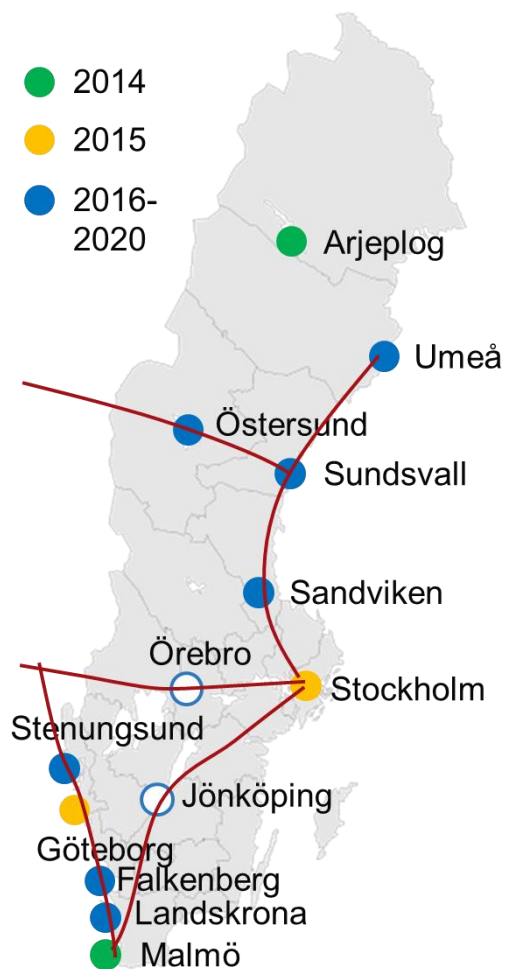 2014
2015
2016-
2020
Arjeplog
Umeå
Östersund
Sundsvall
Sandviken
Örebro
Stockholm
Stenungsund
Jönköping
Göteborg
Falkenberg
Landskrona
Malmö